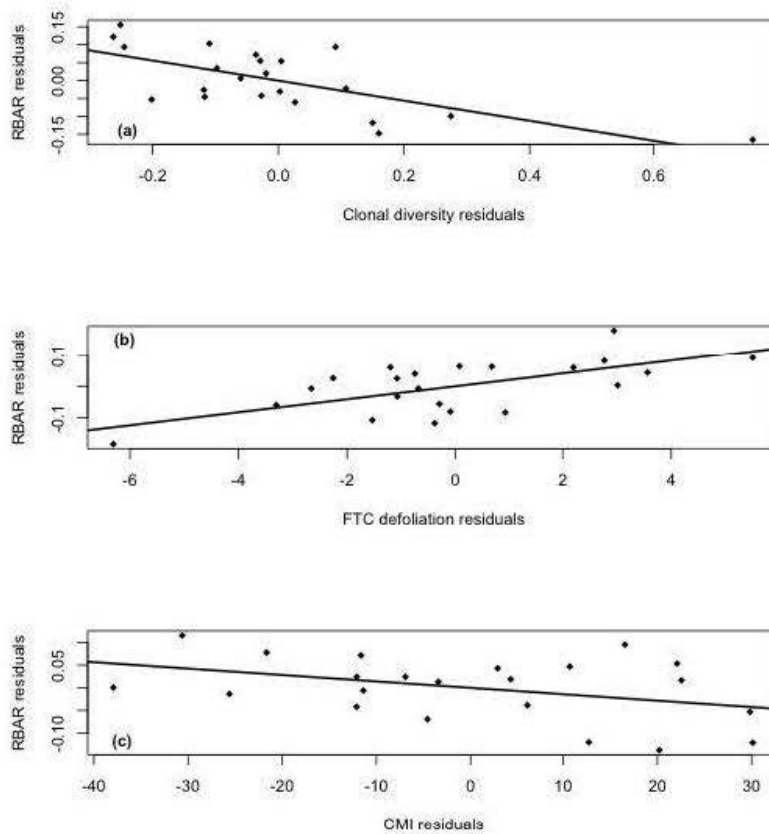 RBAR residuals
0.15
0.00
-0.15
(a)
-0.2 0.0 0.2 0.4 0.6
Clonal diversity residuals
RBAR residuals
0.1
-0.1
(b)
-6 -4 -2 0 2 4
FTC defoliation residuals
RBAR residuals
0.05
-0.10
(c)
-40 -30 -20 -10 0 10 20 30
CMI residuals